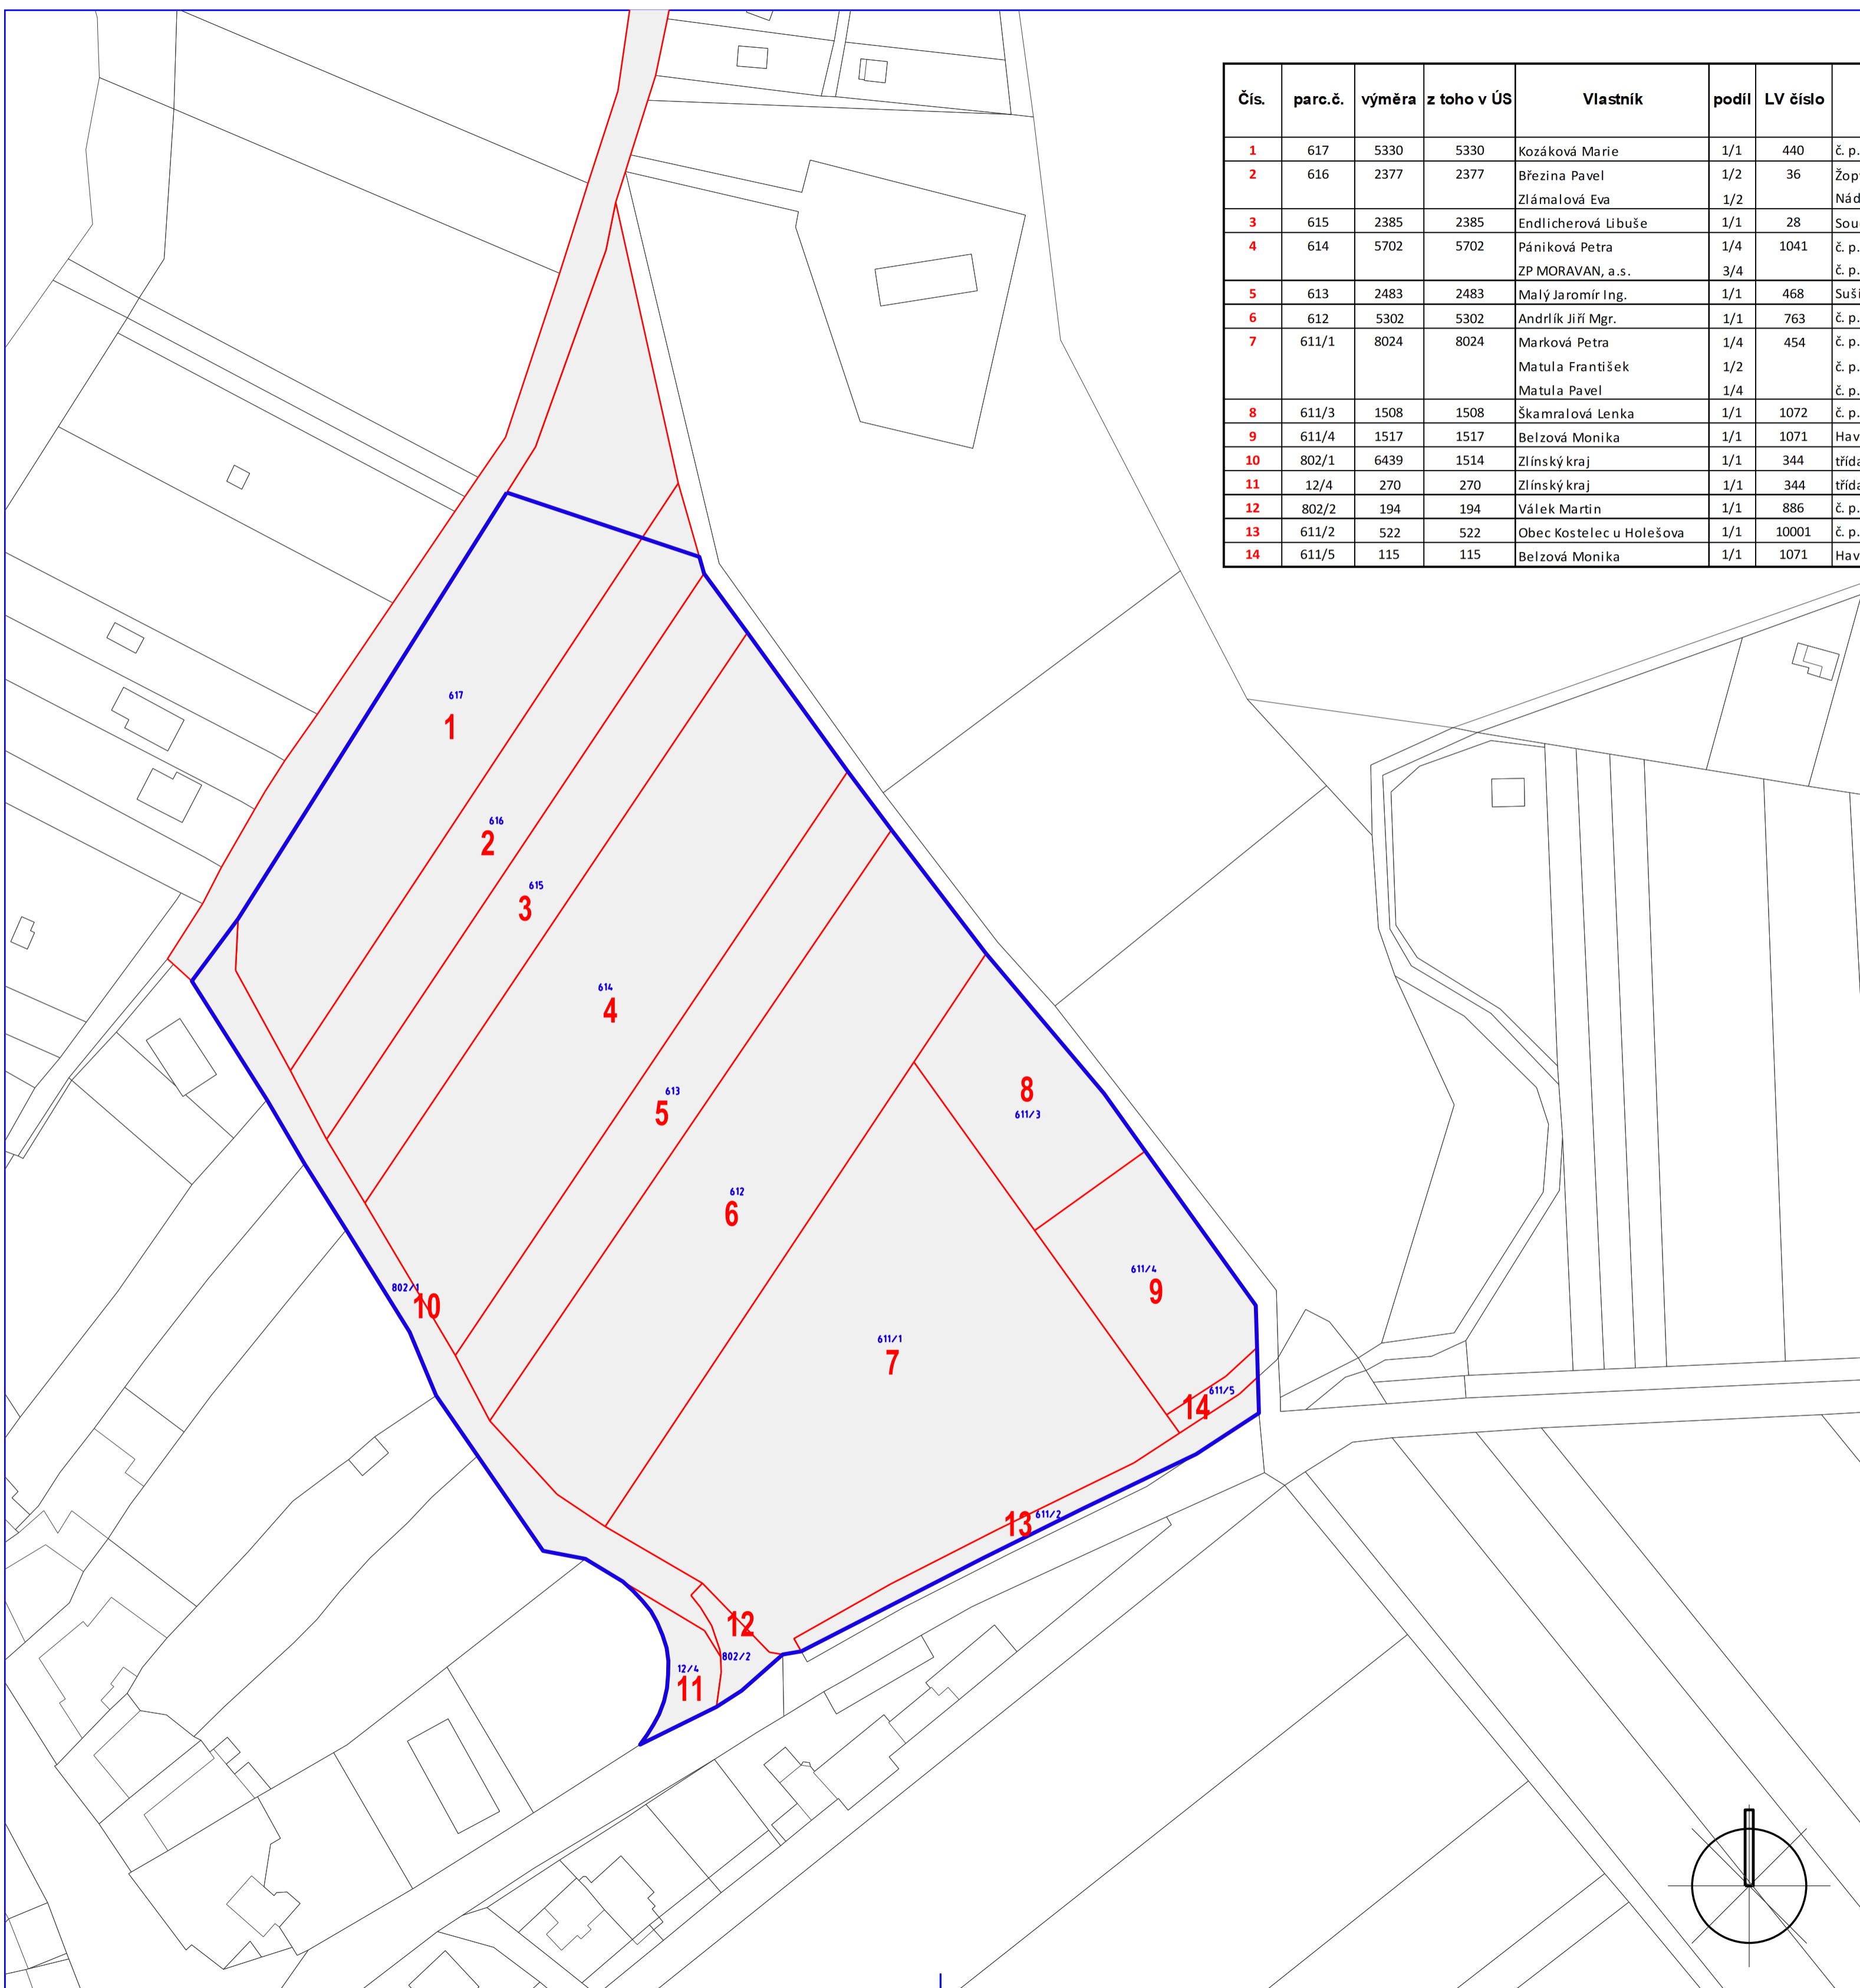 Čís. parc.č. výměra z toho v ÚS Vlastník podíl LV číslo
1 617 5330 5330 Kozáková Marie 1/1 440 č. p.
2 616 2377 2377 Březina Pavel 1/2 36 Žop
Zlámalová Eva 1/2 Nád
3 615 2385 2385 Endlicherová Libuše 1/1 28 Sou
4 614 5702 5702 Pániková Petra 1/4 1041 č. p.
ZP MORAVAN, a.s. 3/4 č. p.
5 613 2483 2483 Malý Jaromír Ing. 1/1 468 Suši
6 612 5302 5302 Andrlík Jiří Mgr. 1/1 763 č. p.
7 611/1 8024 8024 Marková Petra 1/4 454 č. p.
Matula František 1/2 č. p.
Matula Pavel 1/4 č. p.
8 611/3 1508 1508 Škamralová Lenka 1/1 1072 č. p.
9 611/4 1517 1517 Belzová Monika 1/1 1071 Hav
10 802/1 6439 1514 Zlínský kraj 1/1 344 třída
11 12/4 270 270 Zlínský kraj 1/1 344 třída
12 802/2 194 194 Válek Martin 1/1 886 č. p.
13 611/2 522 522 Obec Kostelec u Holešova 1/1 10001 č. p.
14 611/5 115 115 Belzová Monika 1/1 1071 Hav
617
1
616
2
615
3
614
4
613
5
8
611/3
612
6
611/4
9
802/1
10
611/1
7
611/5
14
13 611/2
12
802/2
12/4
11